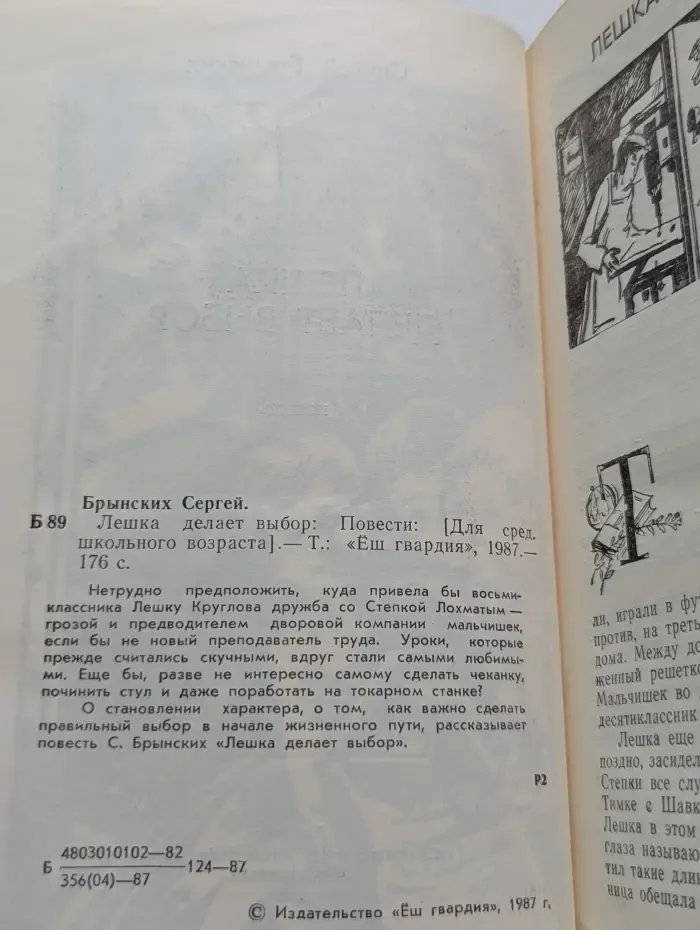 Брынских Сергей.
Б 89 Лешка делает выбор: Повести: [Для сред.
школьного возраста].— Т.: «Ёш гвардия», 1987.—
176 с.
Нетрудно предположить, куда привела бы восьми-
классника Лешку Круглова дружба со Степкой Лохматым —
грозой и предводителем дворовой компании мальчишек,
если бы не новый преподаватель труда. Уроки, которые
прежде считались скучными, вдруг стали самыми любимы-
ми. Еще бы, разве не интересно самому сделать чеканку,
починить стул и даже поработать на токарном станке?
О становлении характера, о том, как важно сделать
правильный выбор в начале жизненного пути, рассказывает
повесть С. Брынских «Лешка делает выбор».
Р2
Б 4803010102—82
356(04)—87 124—87
© Издательство «Ёш гвардия», 1987 г.
ЛЕШКА
Т
ли, играли в фу
против, на треть
дома. Между до
женный решетко
Мальчишек во
десятиклассник
Лешка еще
поздно, засидел
Степки все слу
Тимке с Шавк
Лешка в этом
глаза называю
тил такие длин
ница обещала